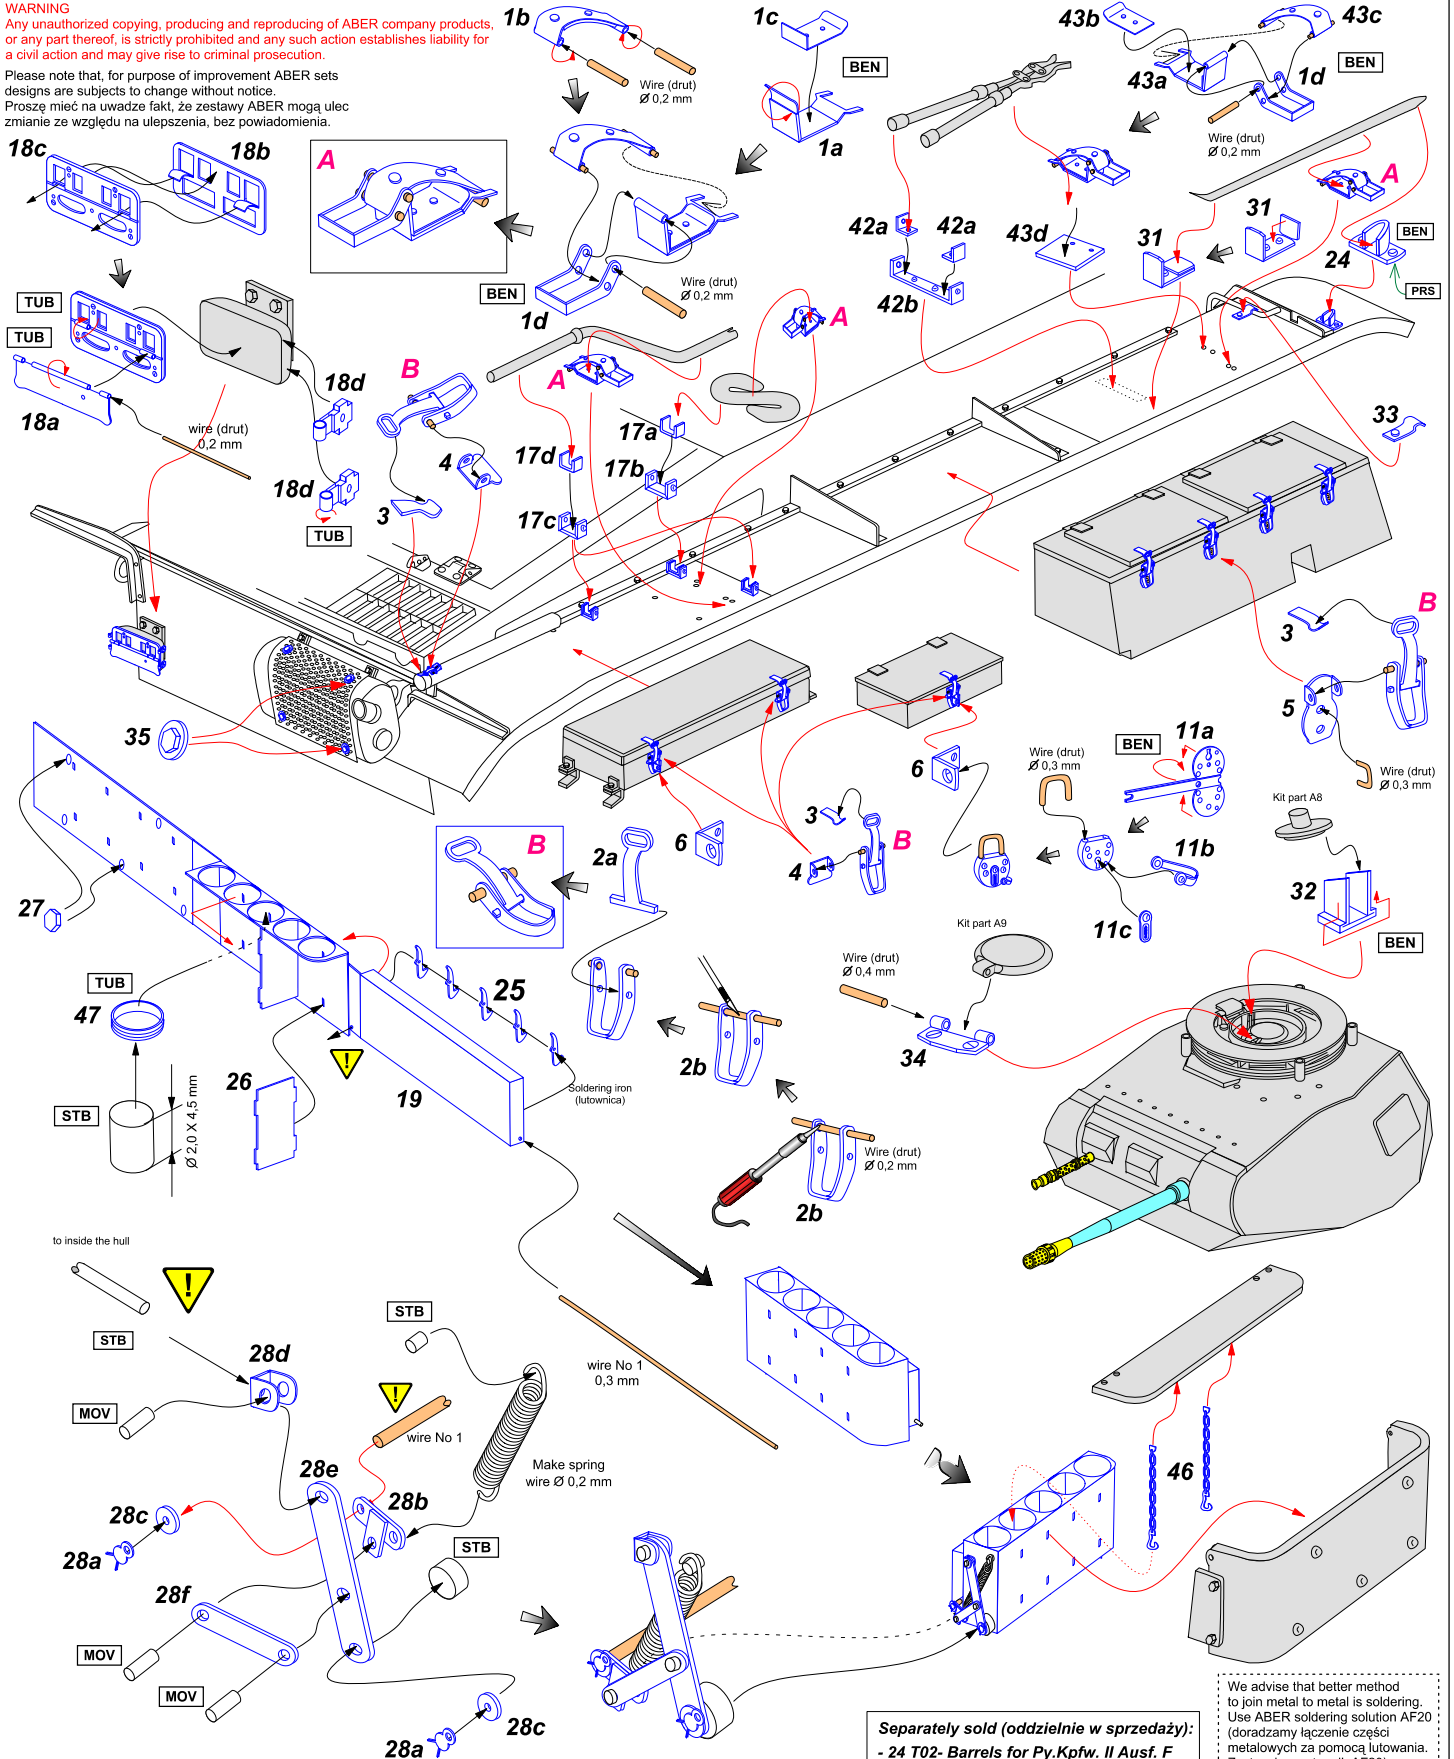 WARNING
Any unauthorized copying, producing and reproducing of ABER company products,
or any part thereof, is strictly prohibited and any such action establishes liability for
a civil action and may give rise to criminal prosecution.
Please note that, for purpose of improvement ABER sets
designs are subjects to change without notice.
Proszę mieć na uwadze fakt, że zestawy ABER mogą ulec
zmianie ze względu na ulepszenia, bez powiadomienia.
1b
Wire (drut)
Ø 0,2 mm
1c
BEN
1a
43b
43c
43a
1d
BEN
Wire (drut)
Ø 0,2 mm
18c
18b
A
BEN
1d
Wire (drut)
Ø 0,2 mm
42a
42a
42b
43d
31
31
A
24
BEN
PRS
TUB
TUB
18a
wire (drut)
0,2 mm
18d
18d
TUB
B
3
4
A
A
17a
17b
17d
17c
33
35
3
B
5
Wire (drut)
Ø 0,3 mm
6
Wire (drut)
Ø 0,3 mm
BEN
11a
11b
11c
Kit part A8
32
BEN
27
B
2a
6
3
4
B
Kit part A9
Wire (drut)
Ø 0,4 mm
34
TUB
47
STB
Ø 2,0 X 4,5 mm
26
25
19
Soldering iron
(lutownica)
2b
Wire (drut)
Ø 0,2 mm
2b
to inside the hull
STB
28d
MOV
STB
wire No 1
Make spring
wire Ø 0,2 mm
wire No 1
0,3 mm
28e
28b
28c
28a
28f
STB
MOV
MOV
28c
28a
46
Separately sold (oddzielnie w sprzedaży):
- 24 T02- Barrels for Py.Kpfw. II Ausf. F
We advise that better method
to join metal to metal is soldering.
Use ABER soldering solution AF20
(doradzamy łączenie części
metalowych za pomocą lutowania.